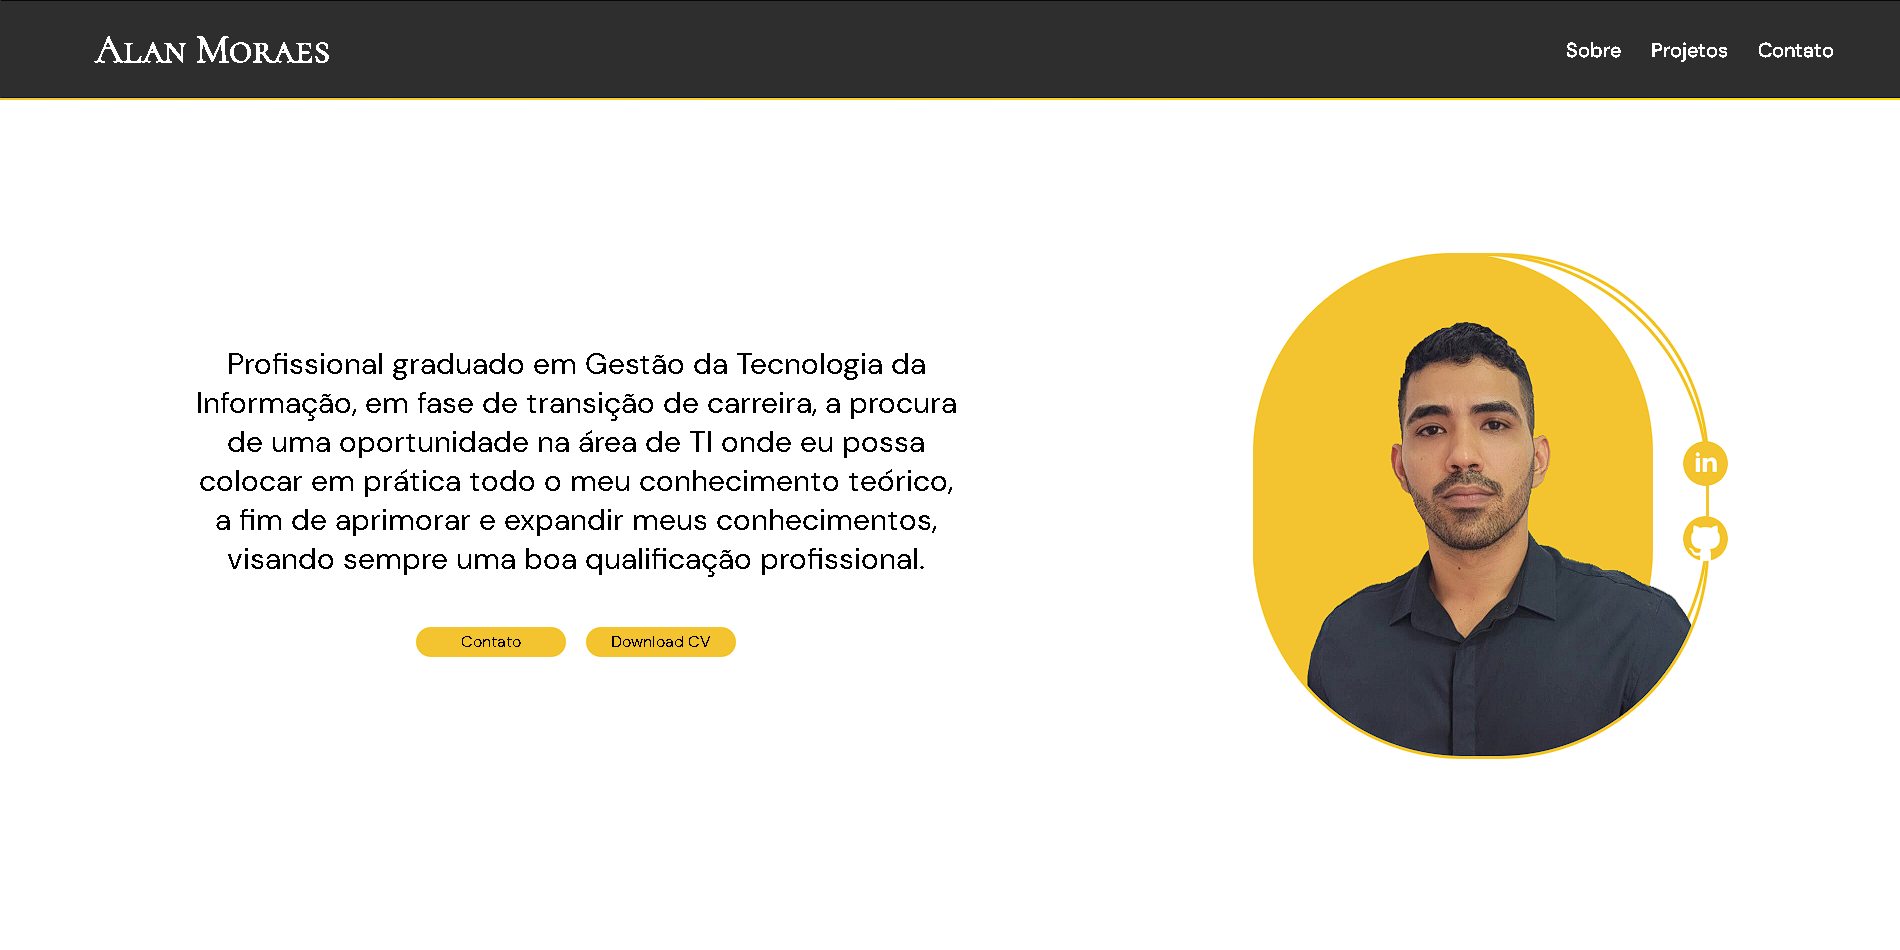 Alan Moraes
Sobre Projetos Contato
Profissional graduado em Gestão da Tecnologia da
Informação, em fase de transição de carreira, a procura
de uma oportunidade na área de TI onde eu possa
colocar em prática todo o meu conhecimento teórico,
a fim de aprimorar e expandir meus conhecimentos,
visando sempre uma boa qualificação profissional.
Contato Download CV
in